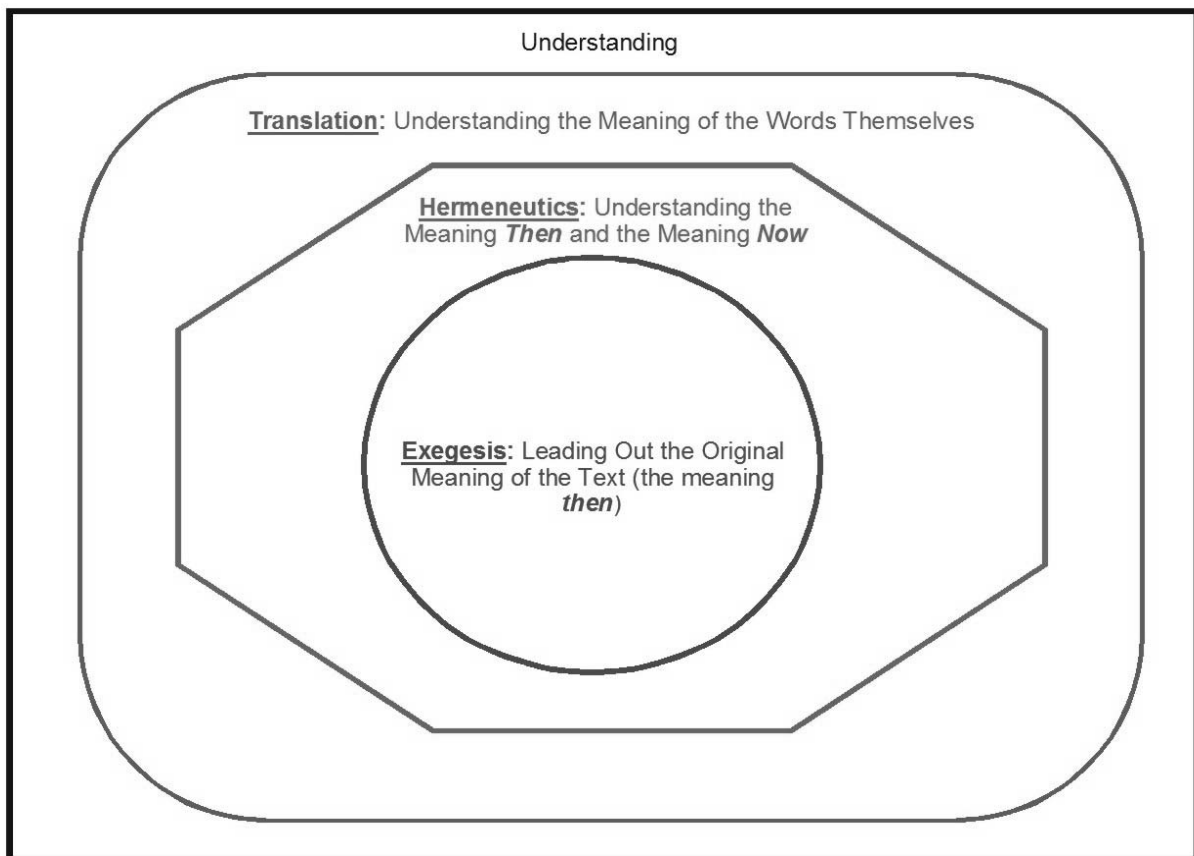 Understanding
Translation: Understanding the Meaning of the Words Themselves
Hermeneutics: Understanding the
Meaning Then and the Meaning Now
Exegesis: Leading Out the Original
Meaning of the Text (the meaning
then)